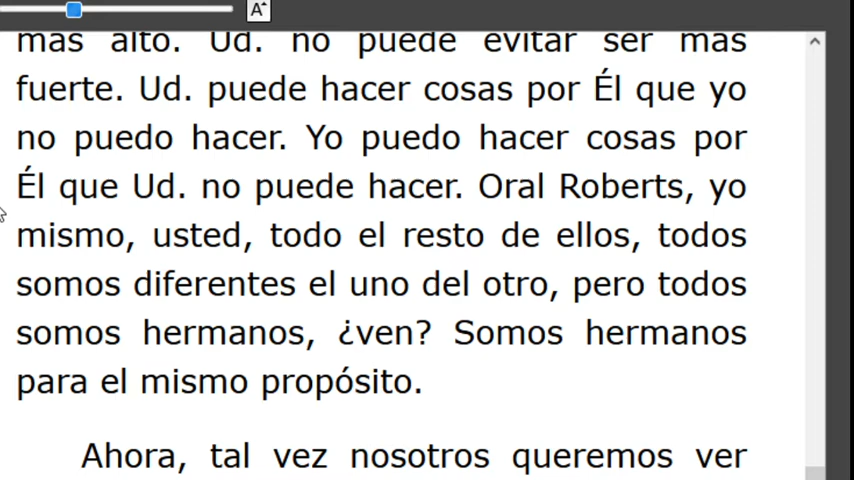 A
más alto. Ud. no puede evitar ser más
fuerte. Ud. puede hacer cosas por Él que yo
no puedo hacer. Yo puedo hacer cosas por
Él que Ud. no puede hacer. Oral Roberts, yo
mismo, usted, todo el resto de ellos, todos
somos diferentes el uno del otro, pero todos
somos hermanos, ¿ven? Somos hermanos
para el mismo propósito.
Ahora, tal vez nosotros queremos ver